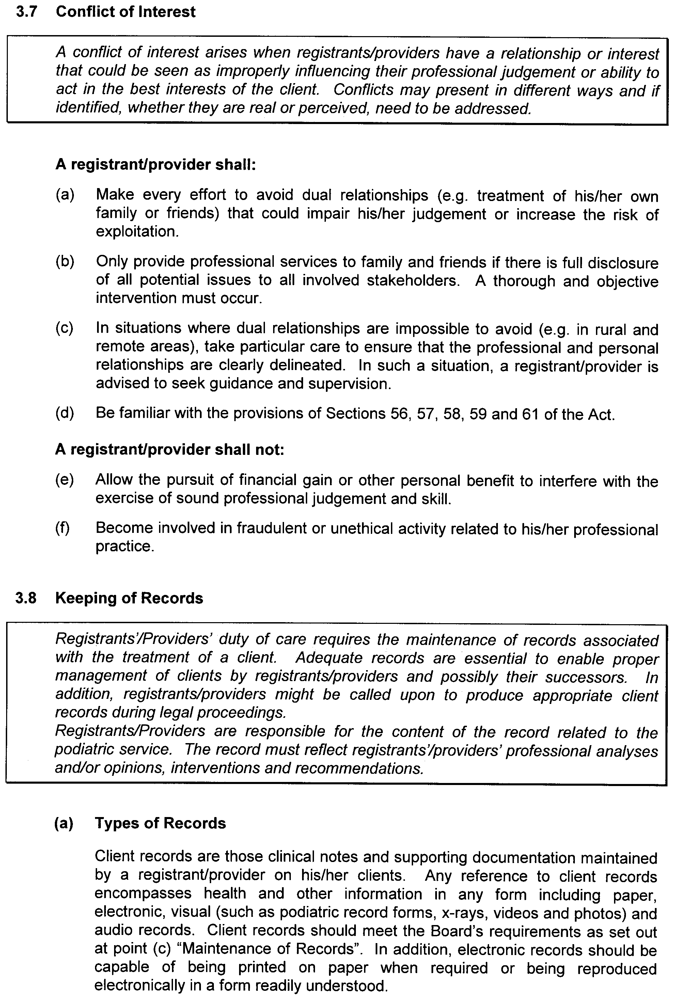 3.7 Conflict of Interest
A conflict of interest arises when registrants/providers have a relationship or interest
that could be seen as improperly influencing their professional judgement or ability to
act in the best interests of the client. Conflicts may present in different ways and if
identified, whether they are real or perceived, need to be addressed.
A registrant/provider shall:
(a) Make every effort to avoid dual relationships (e.g. treatment of his/her own
family or friends) that could impair his/her judgement or increase the risk of
exploitation.
(b) Only provide professional services to family and friends if there is full disclosure
of all potential issues to all involved stakeholders. A thorough and objective
intervention must occur.
(c) In situations where dual relationships are impossible to avoid (e.g. in rural and
remote areas), take particular care to ensure that the professional and personal
relationships are clearly delineated. In such a situation, a registrant/provider is
advised to seek guidance and supervision.
(d) Be familiar with the provisions of Sections 56, 57, 58, 59 and 61 of the Act.
A registrant/provider shall not:
(e) Allow the pursuit of financial gain or other personal benefit to interfere with the
exercise of sound professional judgement and skill.
(f) Become involved in fraudulent or unethical activity related to his/her professional
practice.
3.8 Keeping of Records
Registrants'/Providers' duty of care requires the maintenance of records associated
with the treatment of a client. Adequate records are essential to enable proper
management of clients by registrants/providers and possibly their successors. In
addition, registrants/providers might be called upon to produce appropriate client
records during legal proceedings.
Registrants/Providers are responsible for the content of the record related to the
podiatric service. The record must reflect registrants'/providers' professional analyses
and/or opinions, interventions and recommendations.
(a) Types of Records
Client records are those clinical notes and supporting documentation maintained
by a registrant/provider on his/her clients. Any reference to client records
encompasses health and other information in any form including paper,
electronic, visual (such as podiatric record forms, x-rays, videos and photos) and
audio records. Client records should meet the Board's requirements as set out
at point (c) “Maintenance of Records”. In addition, electronic records should be
capable of being printed on paper when required or being reproduced
electronically in a form readily understood.